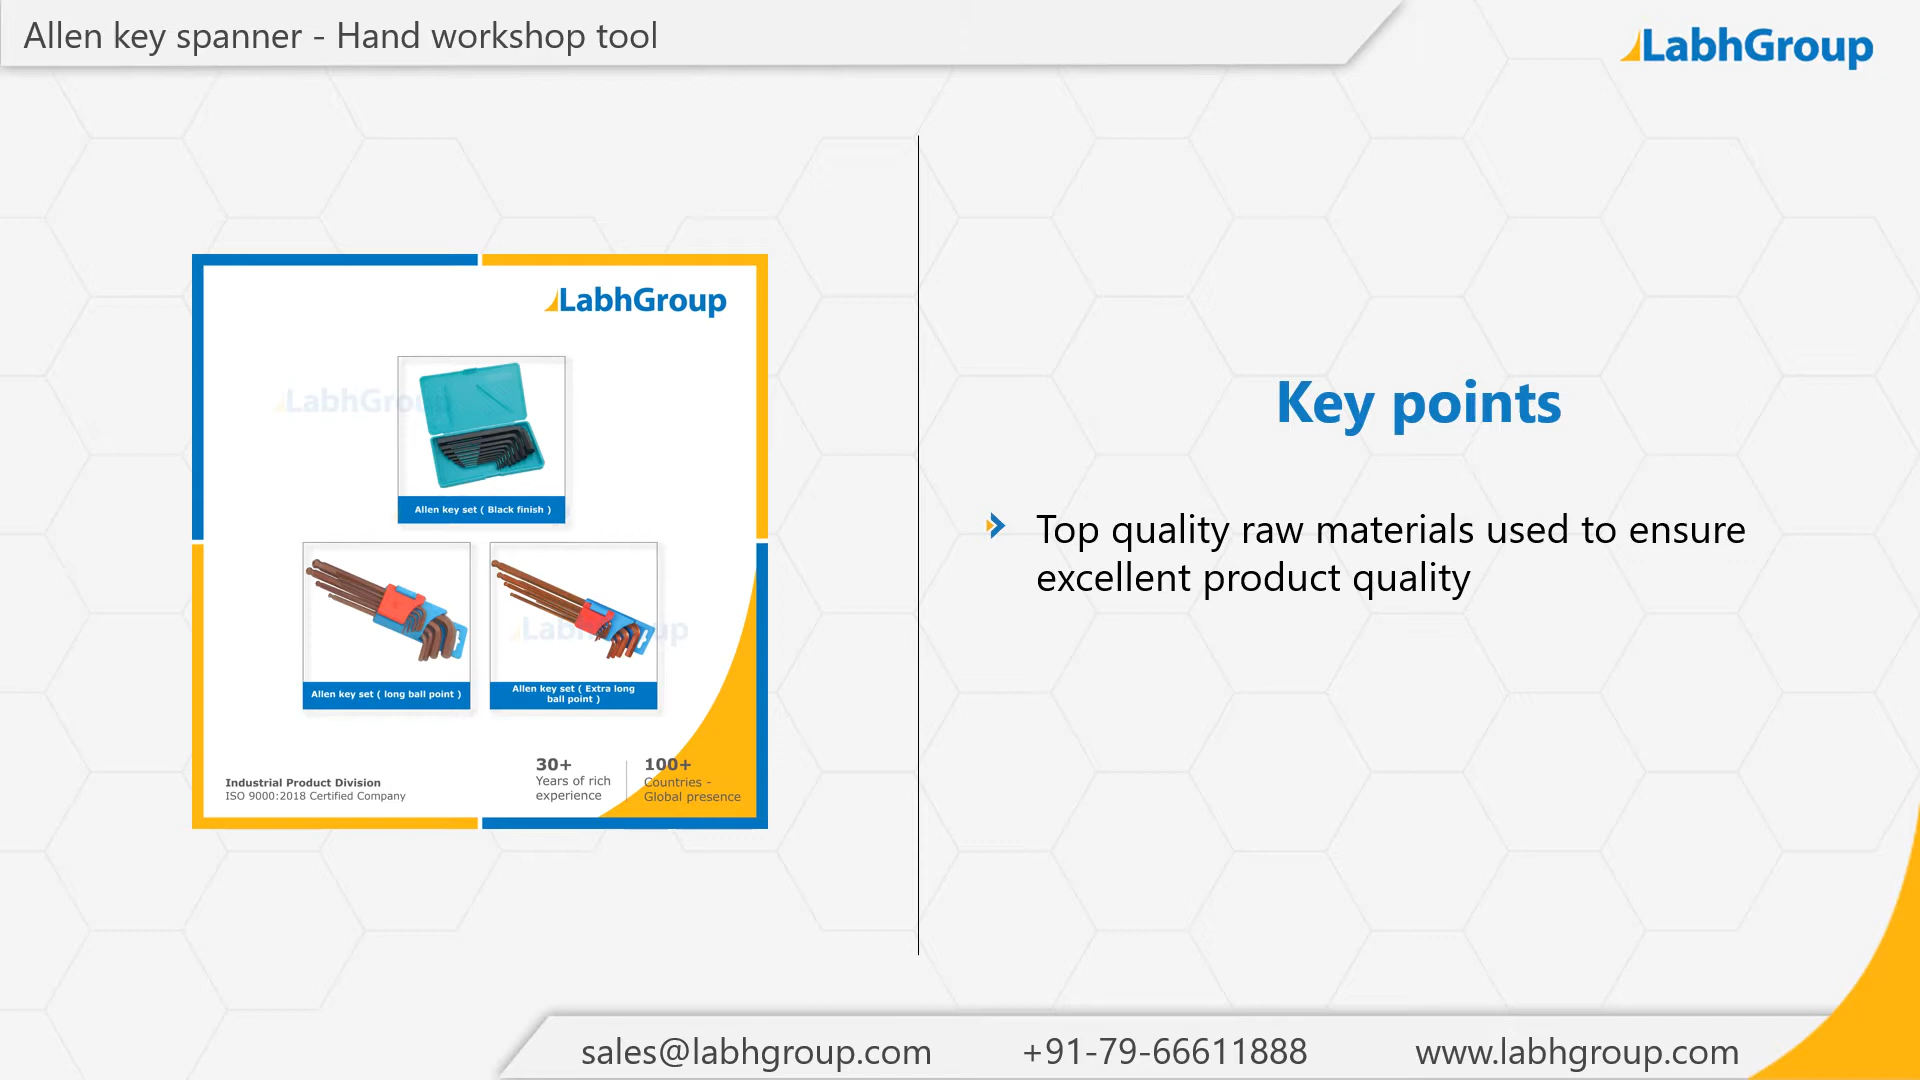 Allen key spanner - Hand workshop tool
LabhGroup
LabhGroup
LabhGroup
Allen key set ( Black finish )
LabhGroup
Allen key set ( long ball point )
Allen key set ( Extra long
ball point )
Industrial Product Division
ISO 9000:2018 Certified Company
30+
Years of rich
experience
100+
Countries -
Global presence
Key points
Top quality raw materials used to ensure
excellent product quality
sales@labhgroup.com
+91-79-66611888
www.labhgroup.com